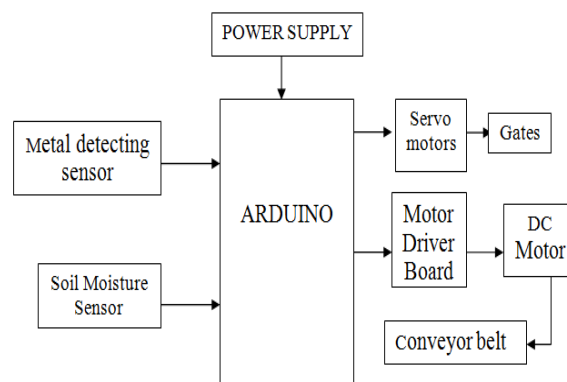 POWER SUPPLY
Metal detecting
sensor
Soil Moisture
Sensor
ARDUINO
Servo
motors
Gates
Motor
Driver
Board
DC
Motor
Conveyor belt